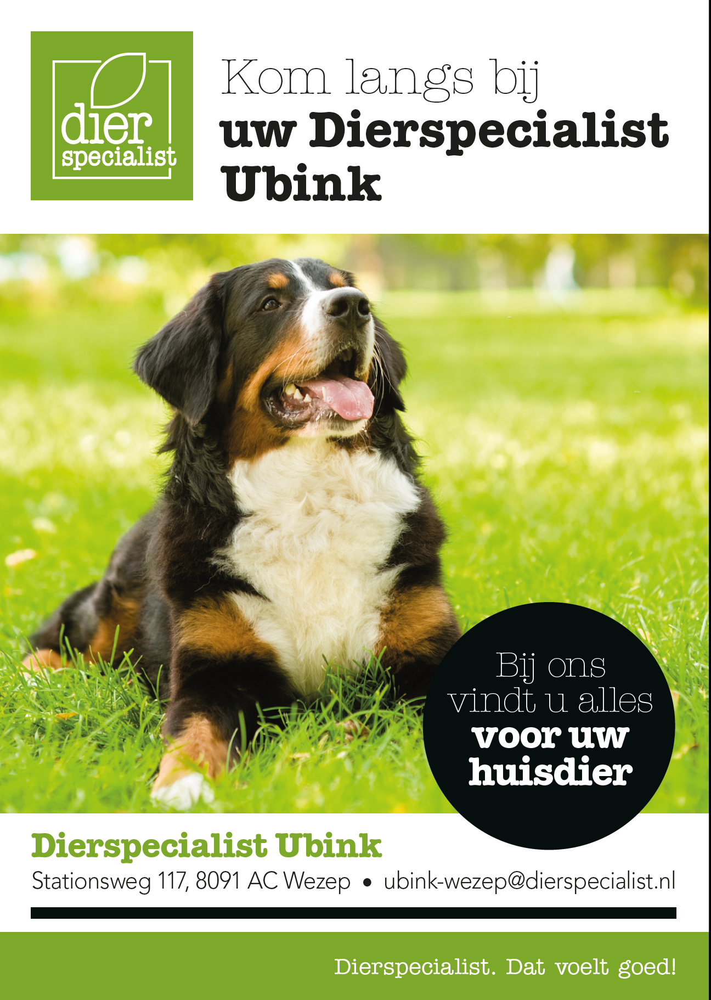 dier
specialist
Kom langs bij
uw Dierspecialist
Ubink
Bij ons
vindt u alles
voor uw
huisdier
Dierspecialist Ubink
Stationsweg 117, 8091 AC Wezep • ubink-wezep@dierspecialist.nl
Dierspecialist. Dat voelt goed!